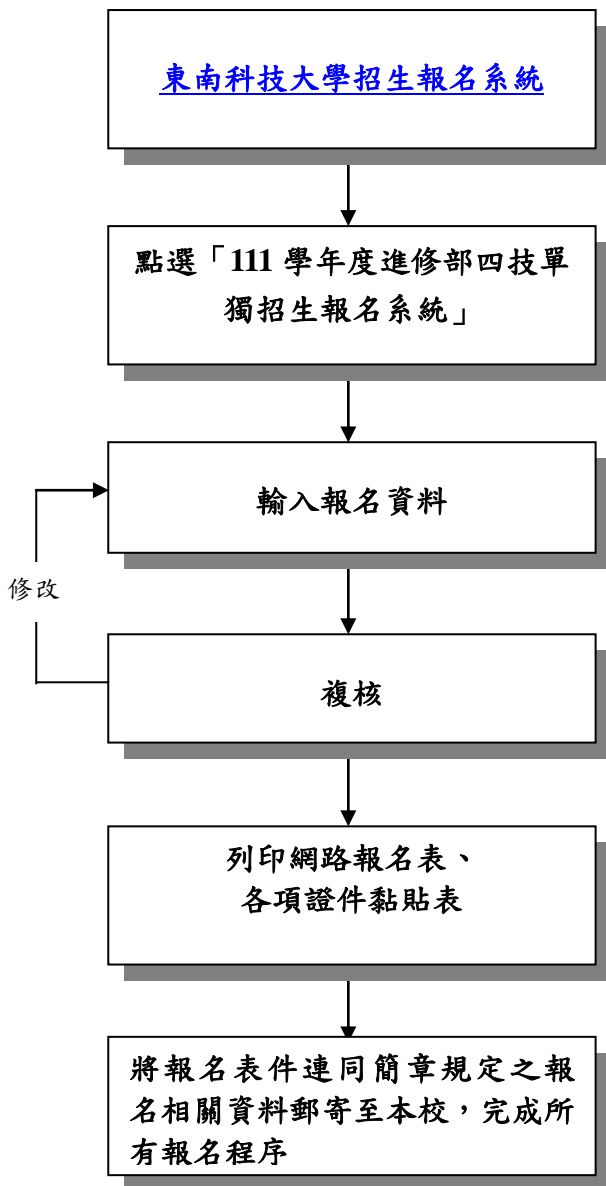 東南科技大學招生報名系統
點選「111 學年度進修部四技單
獨招生報名系統」
輸入報名資料
修改
複核
列印網路報名表、
各項證件黏貼表
將報名表件連同簡章規定之報
名相關資料郵寄至本校，完成所
有報名程序